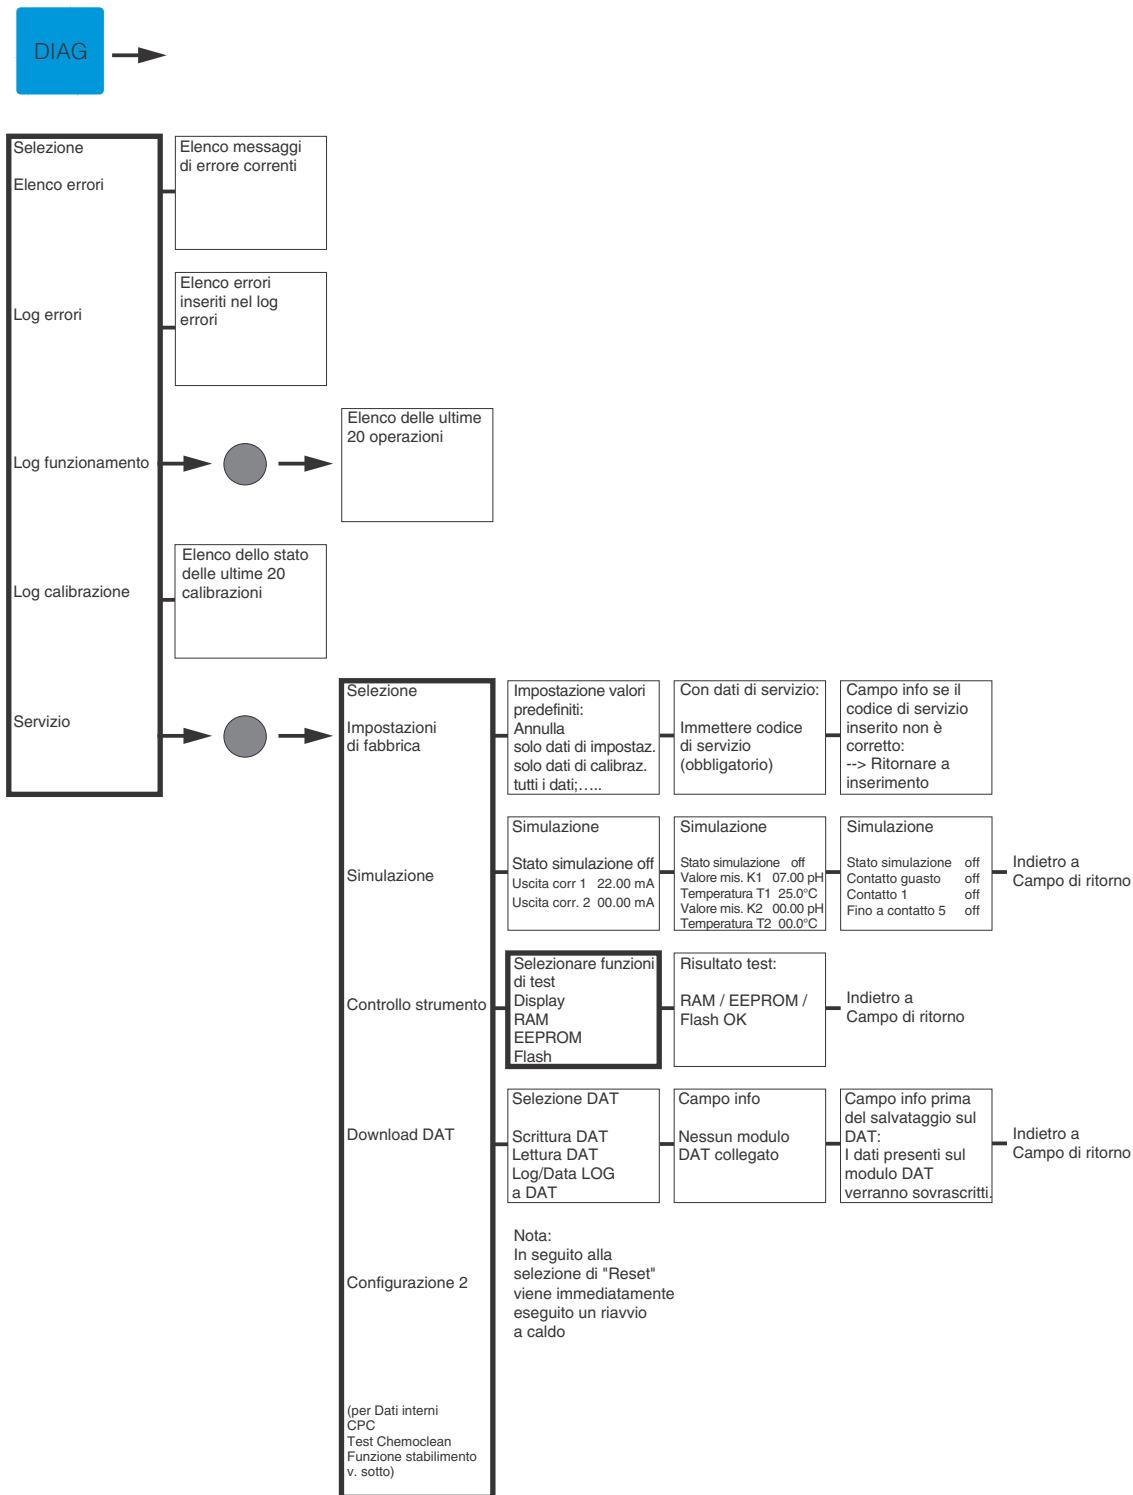 DIAG
Selezione
Elenco errori
Elenco messaggi
di errore correnti
Log errori
Elenco errori
inseriti nel log
errori
Log funzionamento
Elenco delle ultime
20 operazioni
Log calibrazione
Elenco dello stato
delle ultime 20
calibrazioni
Servizio
Selezione
Impostazioni
di fabbrica
Impostazione valori
predefiniti:
Annulla
solo dati di impostaz.
solo dati di calibraz.
tutti i dati;.....
Con dati di servizio:
Immettere codice
di servizio
(obbligatorio)
Campo info se il
codice di servizio
inserito non è
corretto:
--> Ritornare a
inserimento
Simulazione
Simulazione
Stato simulazione off
Uscita corr 1 22.00 mA
Uscita corr. 2 00.00 mA
Simulazione
Stato simulazione off
Valore mis. K1 07.00 pH
Temperatura T1 25.0°C
Valore mis. K2 00.00 pH
Temperatura T2 00.0°C
Simulazione
Stato simulazione off
Contatto guasto off
Contatto 1 off
Fino a contatto 5 off
Indietro a
Campo di ritorno
Controllo strumento
Selezionare funzioni
di test
Display
RAM
EEPROM
Flash
Risultato test:
RAM / EEPROM /
Flash OK
Indietro a
Campo di ritorno
Download DAT
Selezione DAT
Scrittura DAT
Lettura DAT
Log/Data LOG
a DAT
Campo info
Nessun modulo
DAT collegato
Campo info prima
del salvataggio sul
DAT:
I dati presenti sul
modulo DAT
verranno sovrascritti.
Indietro a
Campo di ritorno
Configurazione 2
Nota:
In seguito alla
selezione di "Reset"
viene immediatamente
eseguito un riavvio
a caldo
(per Dati interni
CPC
Test Chemoclean
Funzione stabilimento
v. sotto)